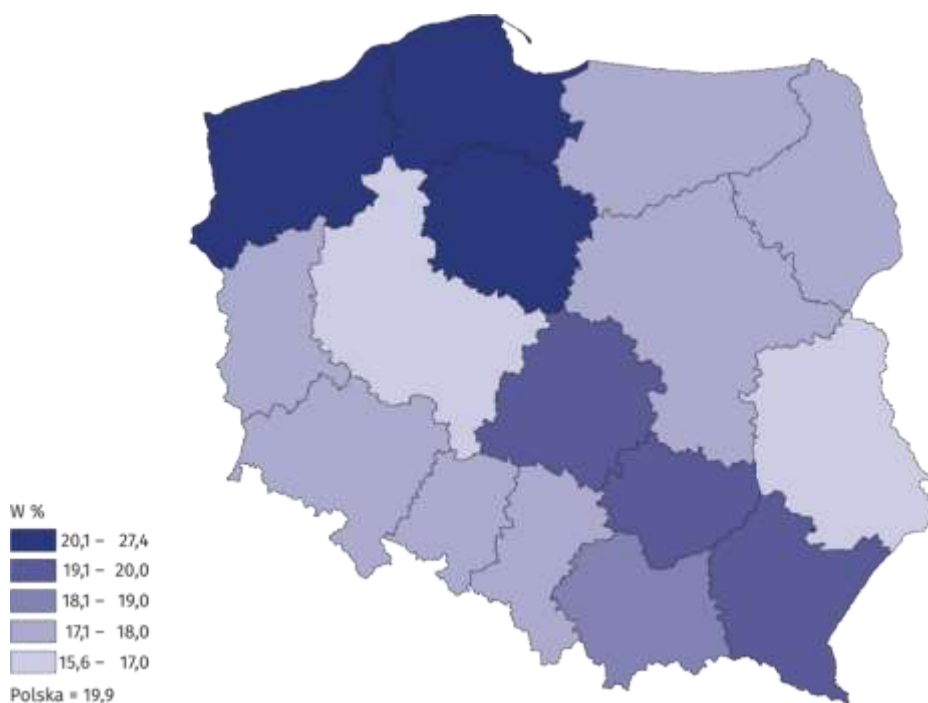 W %
20,1 – 27,4
19,1 – 20,0
18,1 – 19,0
17,1 – 18,0
15,6 – 17,0
Polska = 19,9